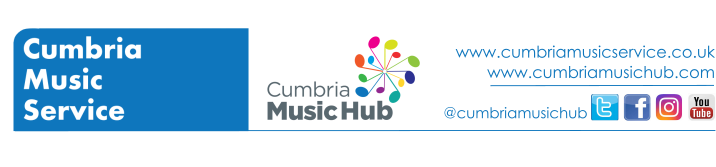 Cumbria
Music
Service
Cumbria
Music Hub
www.cumbriamusicservice.co.uk
www.cumbriamusichub.com
@cumbriamusichub
You
Tube